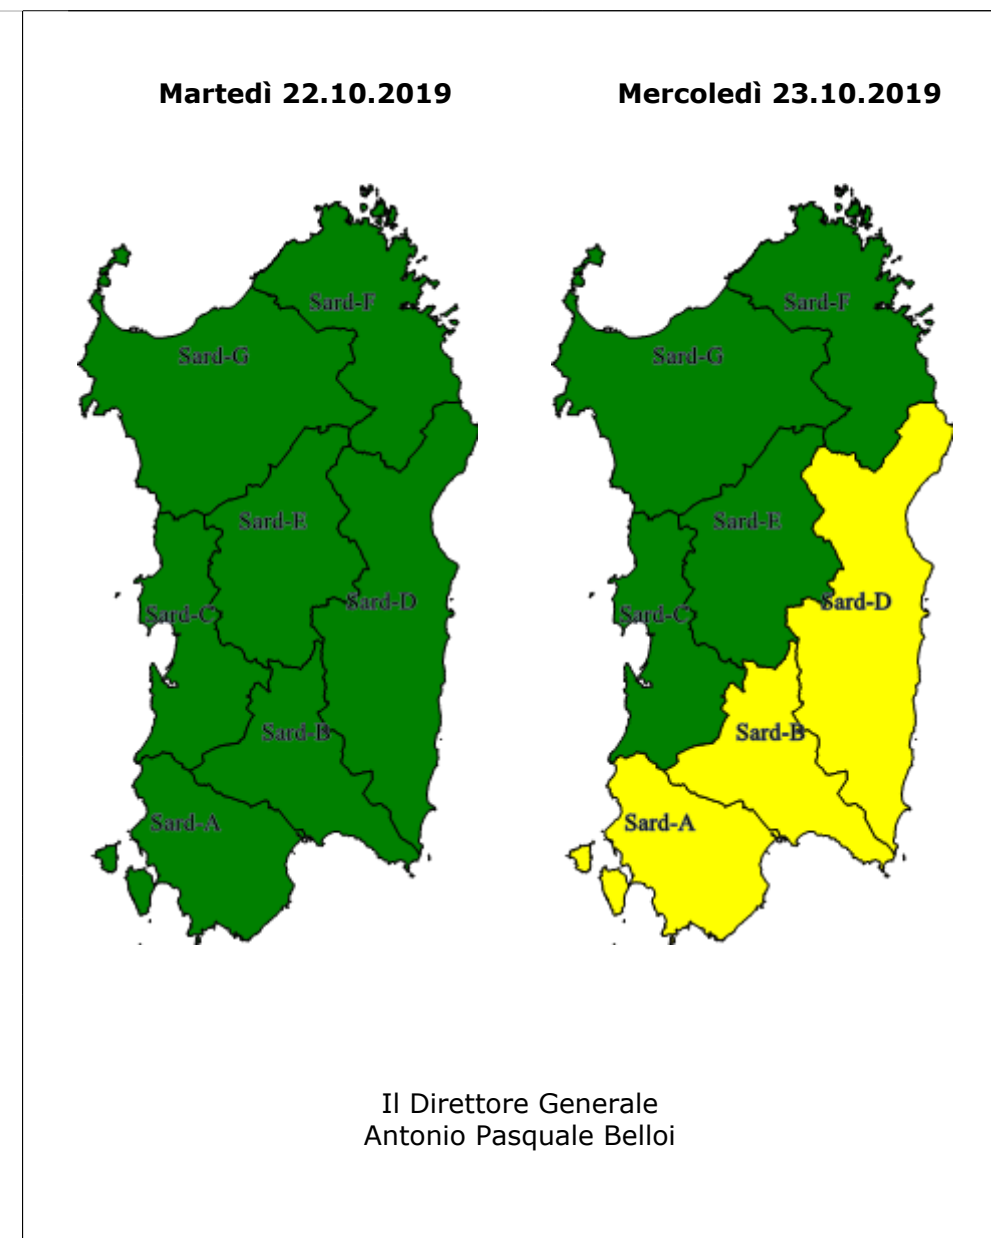 Martedì 22.10.2019
Mercoledì 23.10.2019
Sard-F
Sard-G
Sard-E
Sard-D
Sard-C
Sard-B
Sard-A
Sard-F
Sard-G
Sard-E
Sard-D
Sard-C
Sard-B
Sard-A
Il Direttore Generale
Antonio Pasquale Belloi